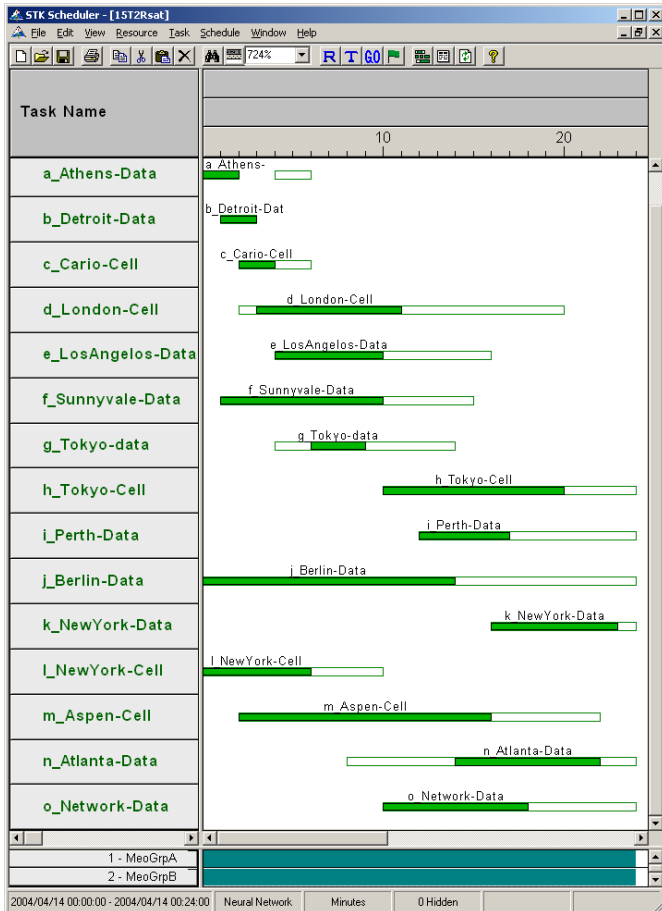 STK Scheduler - [15T2Rsat]
File Edit View Resource Task Schedule Window Help
724% R T GO ?
Task Name
10 20
a_Athens-Data
a_Athens-
b_Detroit-Data
b_Detroit-Dat
c_Cario-Cell
c_Cario-Cell
d_London-Cell
d_London-Cell
e_LosAngelos-Data
e_LosAngelos-Data
f_Sunnyvale-Data
f_Sunnyvale-Data
g_Tokyo-data
g_Tokyo-data
h_Tokyo-Cell
h_Tokyo-Cell
i_Perth-Data
i_Perth-Data
j_Berlin-Data
j_Berlin-Data
k_NewYork-Data
k_NewYork-Data
l_NewYork-Cell
l_NewYork-Cell
m_Aspen-Cell
m_Aspen-Cell
n_Atlanta-Data
n_Atlanta-Data
o_Network-Data
o_Network-Data
1 - MeoGrpA
2 - MeoGrpB
2004/04/14 00:00:00 - 2004/04/14 00:24:00 Neural Network Minutes 0 Hidden